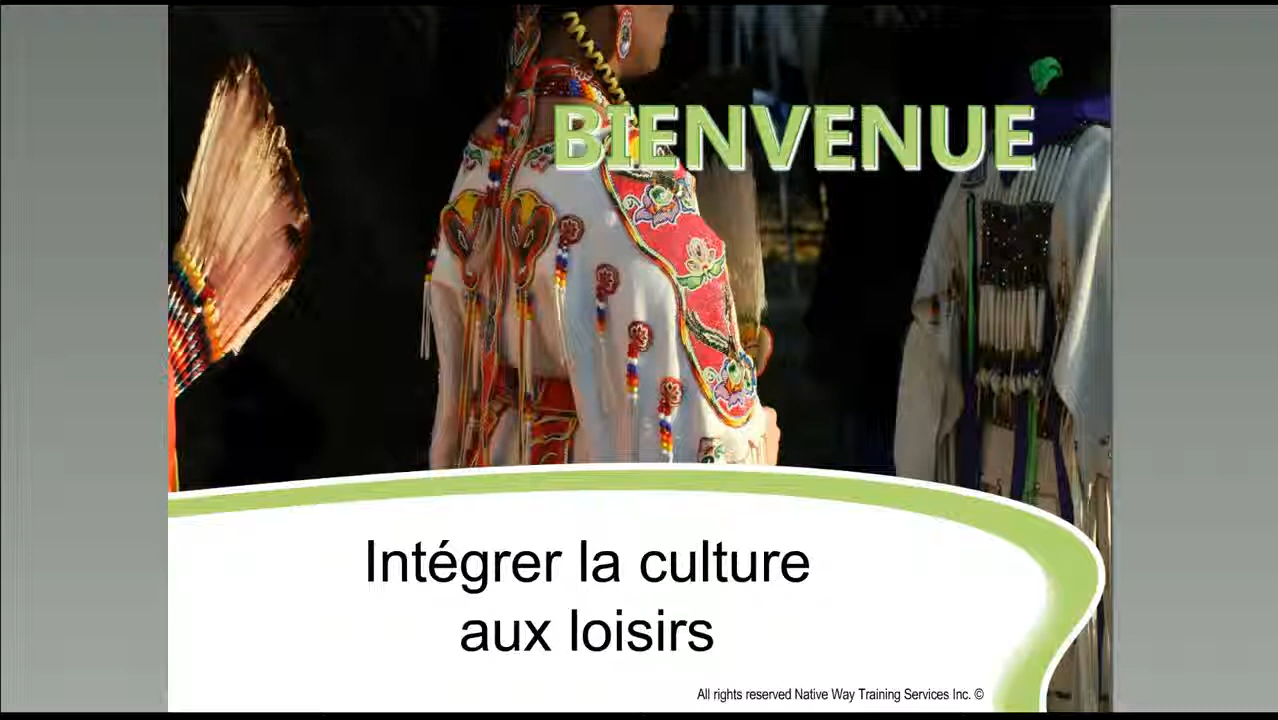 BIENVENUE
Intégrer la culture
aux loisirs
All rights reserved Native Way Training Services Inc. ©